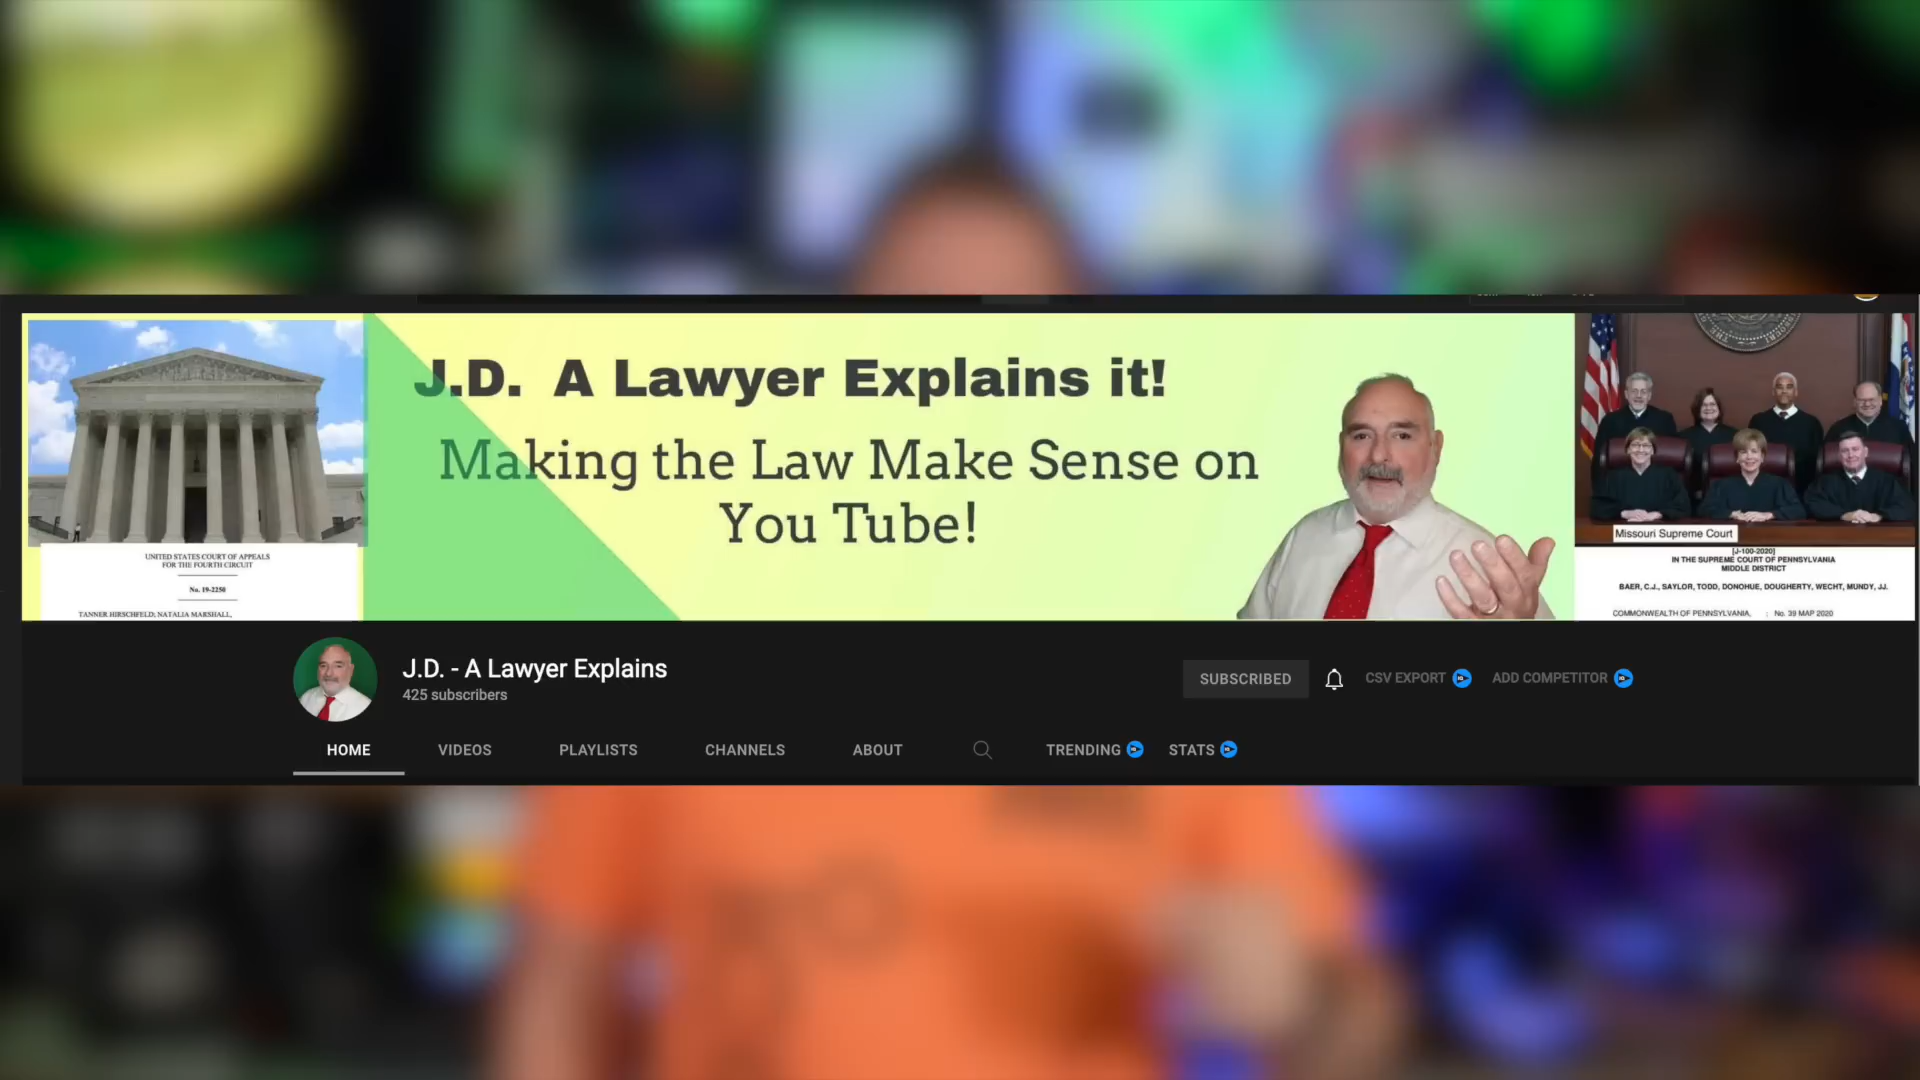 J.D. A Lawyer Explains it!
Making the Law Make Sense on
You Tube!
UNITED STATES COURT OF APPEALS
FOR THE FOURTH CIRCUIT
No. 19-2250
TANNER HIRSCHFELD; NATALIA MARSHALL,
Missouri Supreme Court
[J-100-2020]
IN THE SUPREME COURT OF PENNSYLVANIA
MIDDLE DISTRICT
BAER, C.J., SAYLOR, TODD, DONOHUE, DOUGHERTY, WECHT, MUNDY, JJ.
COMMONWEALTH OF PENNSYLVANIA, : No. 39 MAP 2020
J.D. - A Lawyer Explains
425 subscribers
SUBSCRIBED
CSV EXPORT
ADD COMPETITOR
HOME VIDEOS PLAYLISTS CHANNELS ABOUT TRENDING STATS